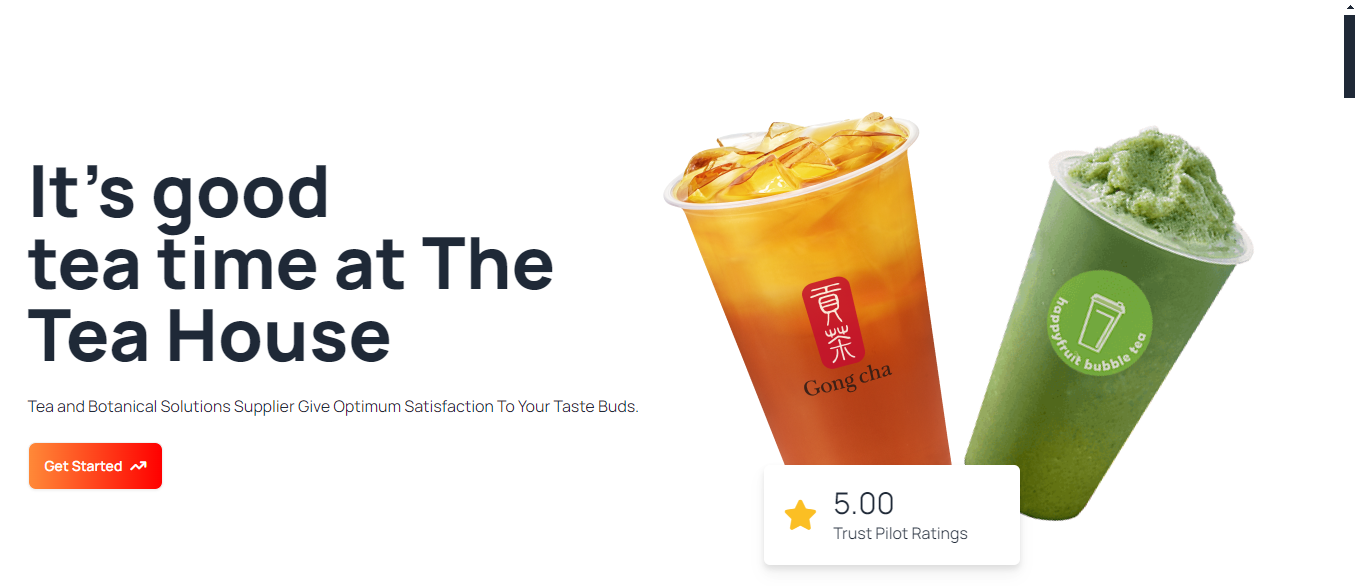 It’s good
tea time at The
Tea House
Tea and Botanical Solutions Supplier Give Optimum Satisfaction To Your Taste Buds.
Get Started
貢
茶
Gong cha
happyfruit bubble tea
5.00
Trust Pilot Ratings